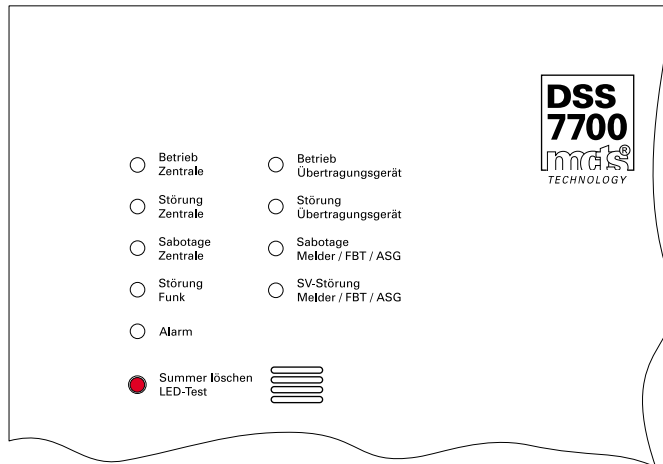 DSS
7700
mcts®
TECHNOLOGY
Betrieb
Zentrale
Störung
Zentrale
Sabotage
Zentrale
Störung
Funk
Alarm
Summer löschen
LED-Test
Betrieb
Übertragungsgerät
Störung
Übertragungsgerät
Sabotage
Melder / FBT / ASG
SV-Störung
Melder / FBT / ASG